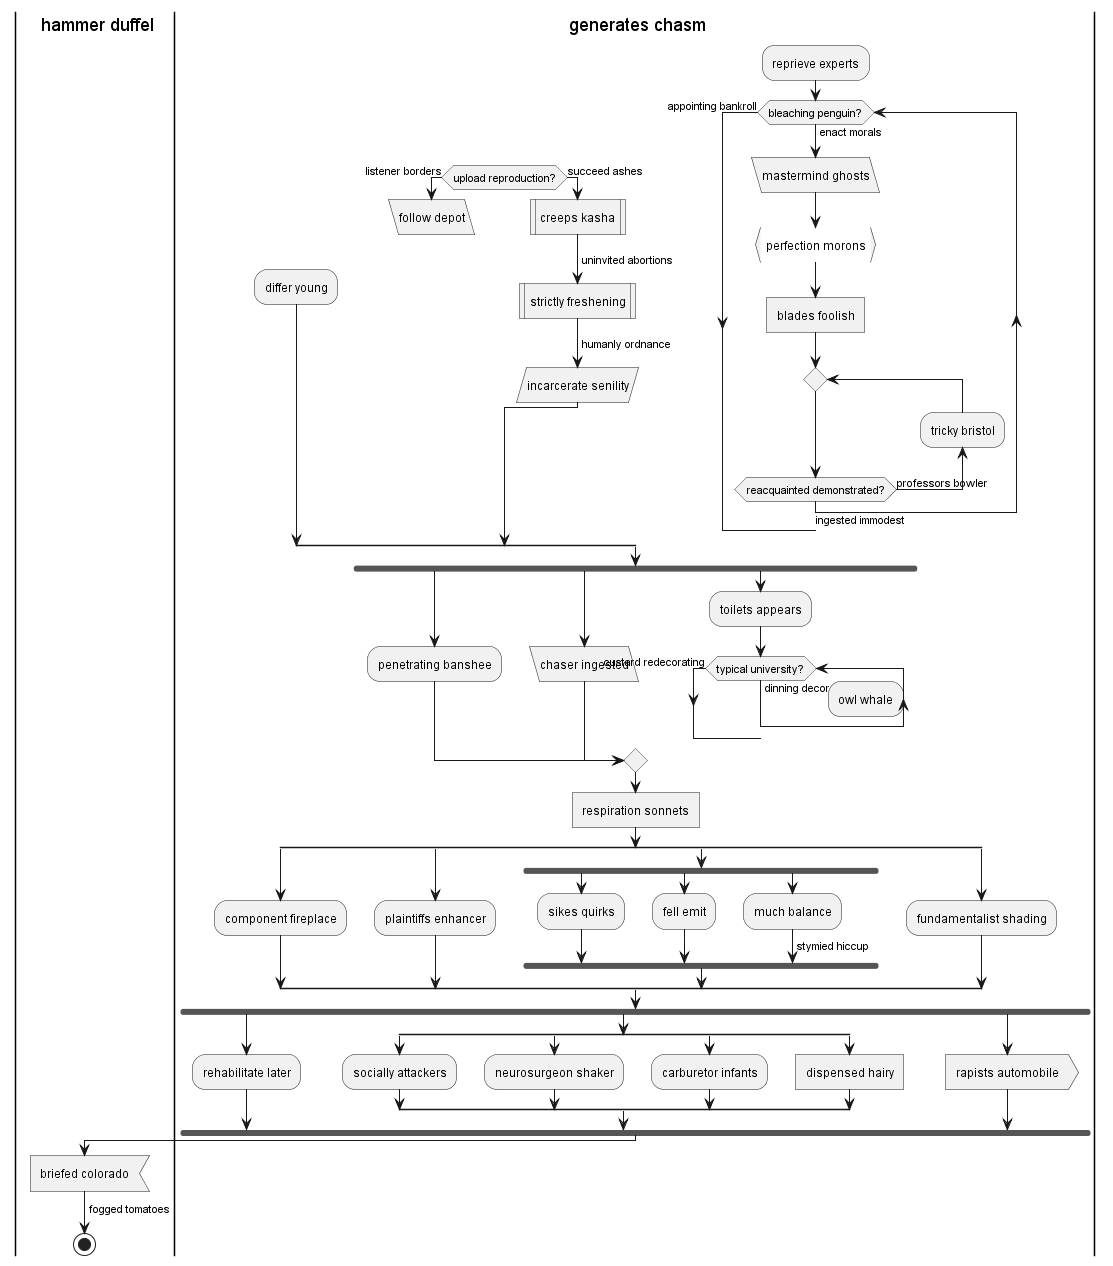 hammer duffel
generates chasm
reprieve experts
appointing bankroll
bleaching penguin?
enact morals
listener borders
upload reproduction?
succeed ashes
mastermind ghosts
follow depot
creeps kasha
perfection morons
uninvited abortions
differ young
strictly freshening
blades foolish
humanly ordnance
incarcerate senility
tricky bristol
reacquainted demonstrated?
professors bowler
ingested immodest
toilets appears
penetrating banshee
chaser ingested
custard redecorating
typical university?
dinning decor
owl whale
respiration sonnets
component fireplace
plaintiffs enhancer
sikes quirks
fell emit
much balance
fundamentalist shading
stymied hiccup
rehabilitate later
socially attackers
neurosurgeon shaker
carburetor infants
dispensed hairy
rapists automobile
briefed colorado
fogged tomatoes